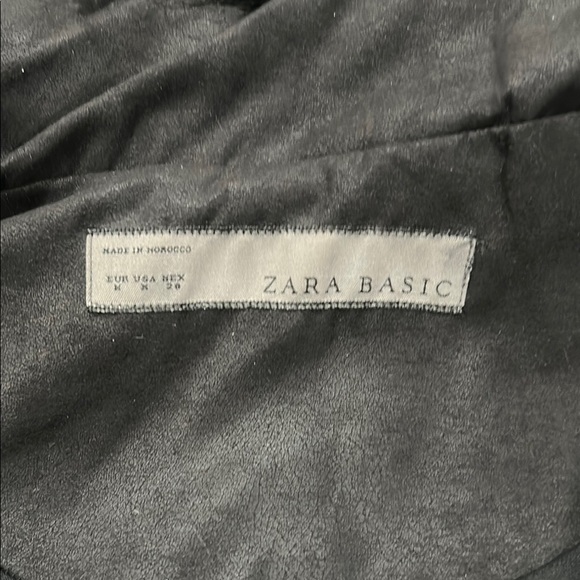 MADE IN MOROCCO
EUR USA MEX
M M 28
ZARA BASIC